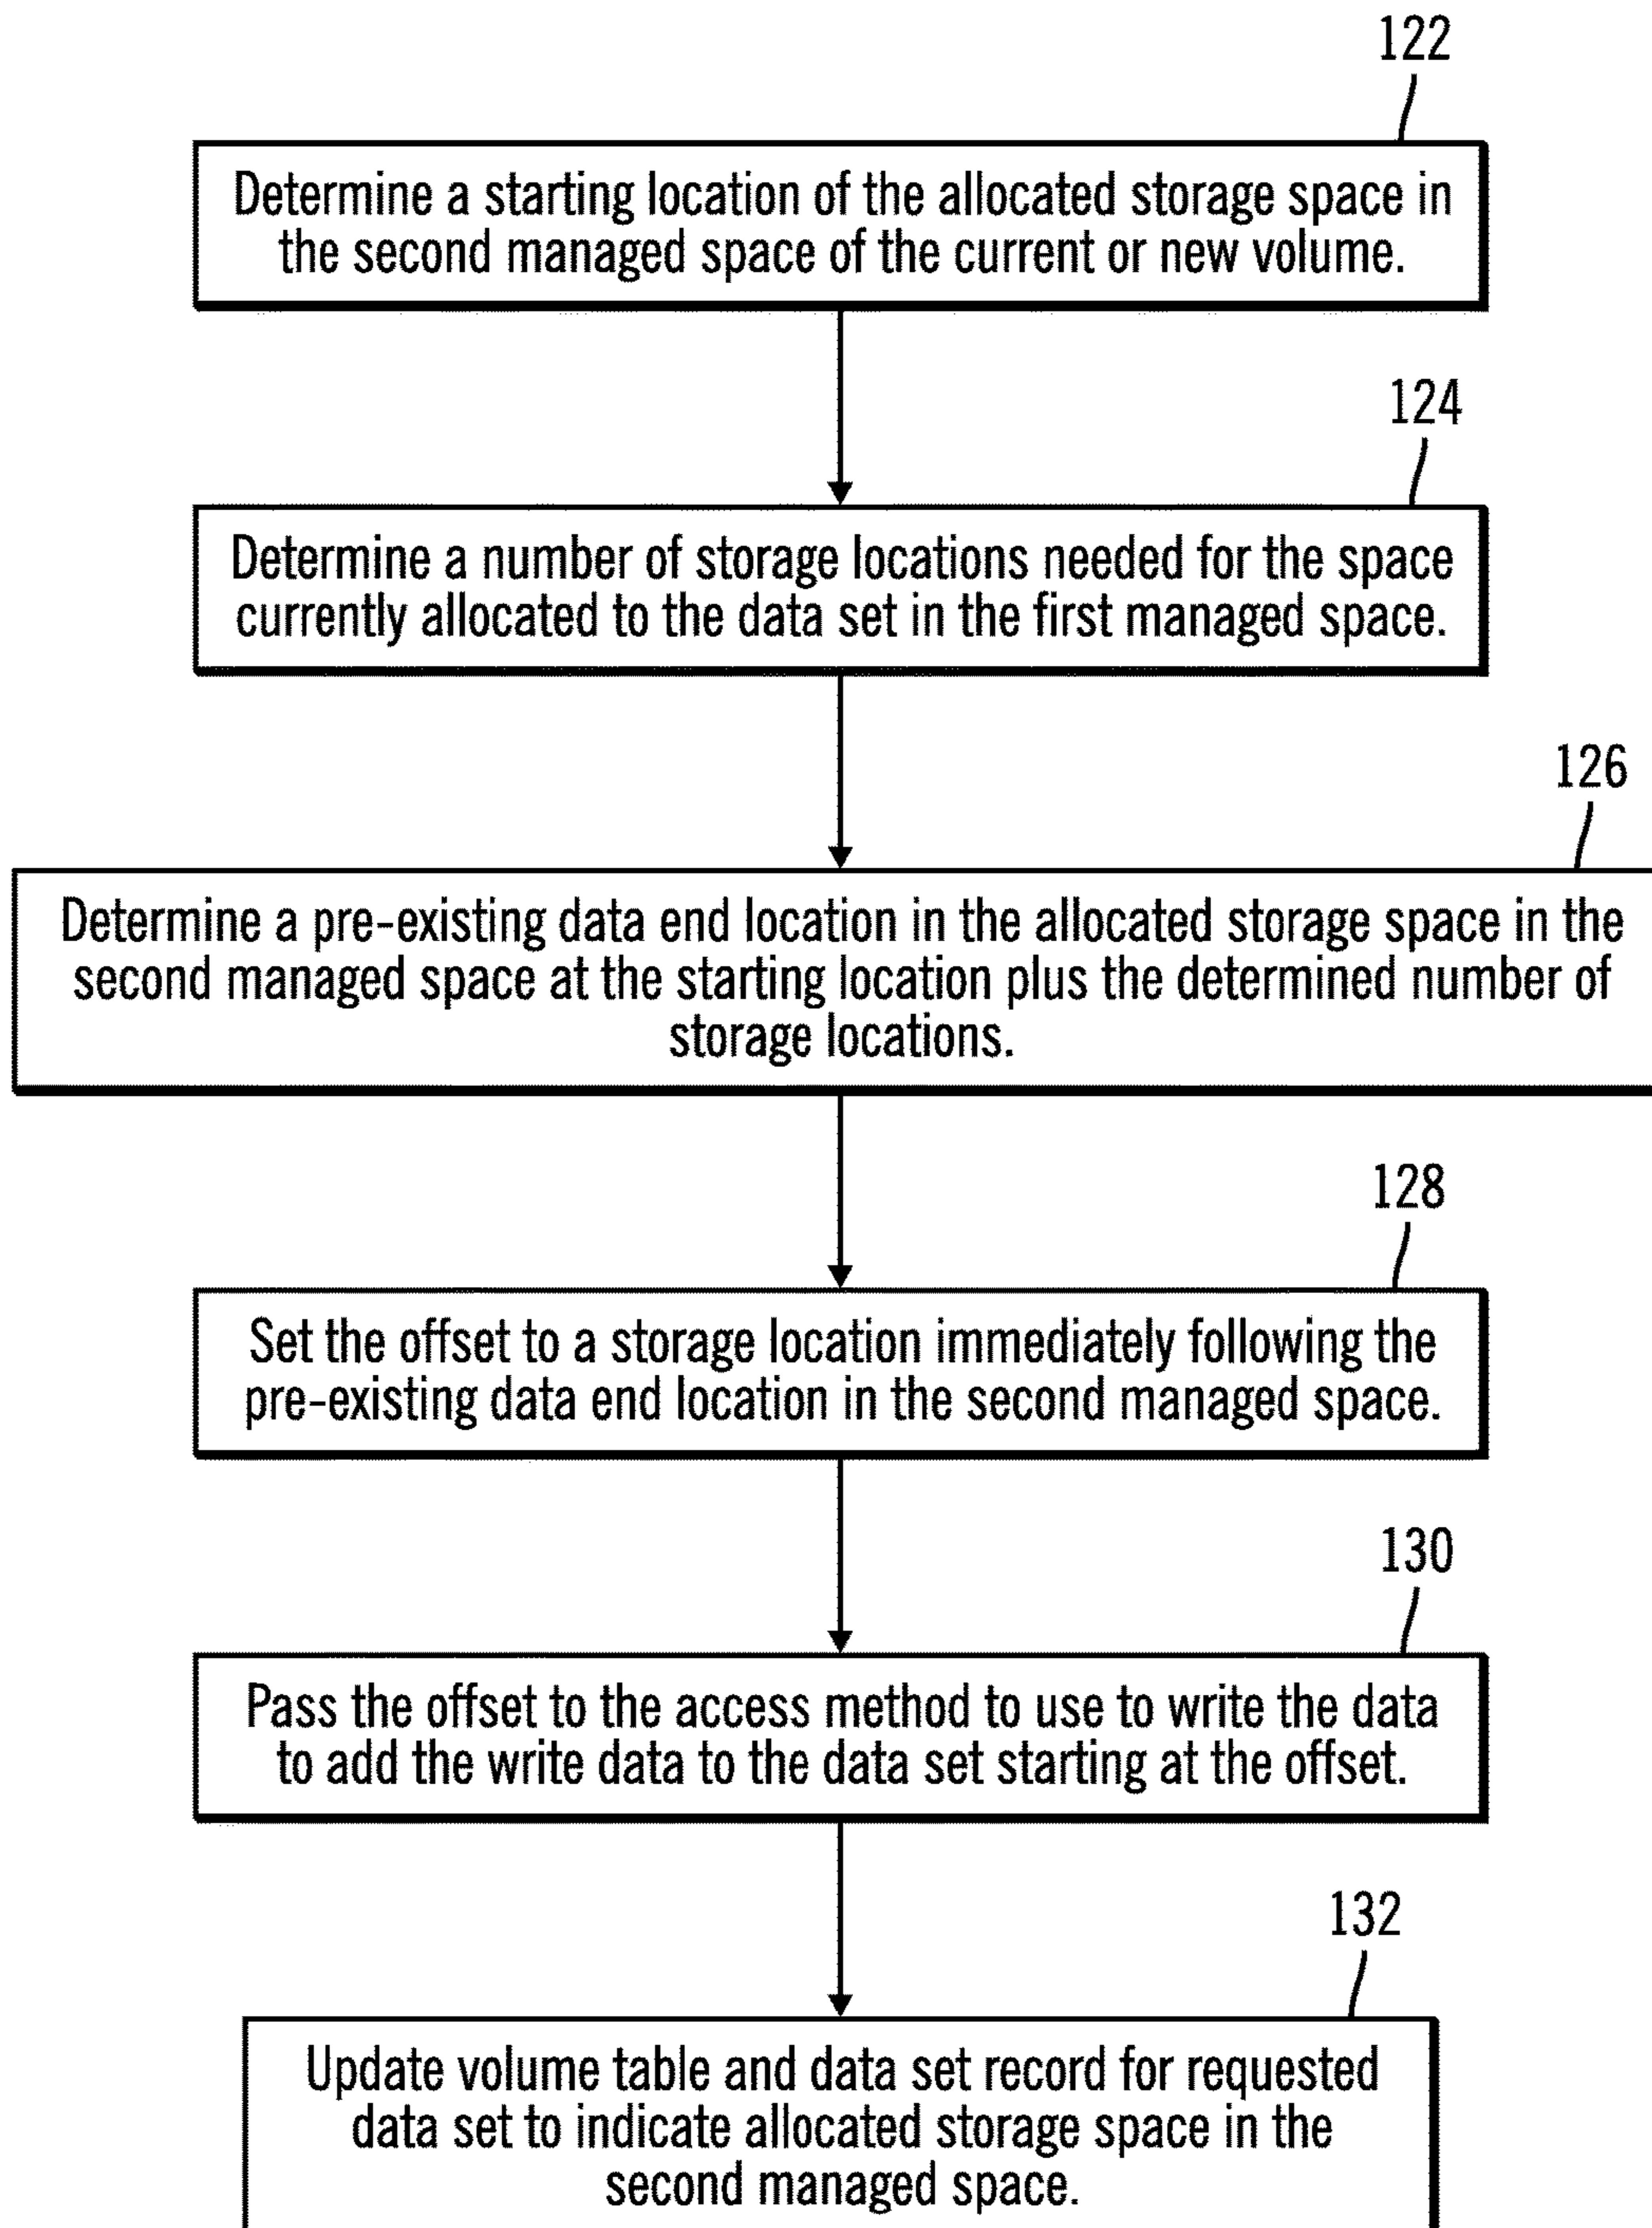 122
Determine a starting location of the allocated storage space in
the second managed space of the current or new volume.
124
Determine a number of storage locations needed for the space
currently allocated to the data set in the first managed space.
126
Determine a pre-existing data end location in the allocated storage space in the
second managed space at the starting location plus the determined number of
storage locations.
128
Set the offset to a storage location immediately following the
pre-existing data end location in the second managed space.
130
Pass the offset to the access method to use to write the data
to add the write data to the data set starting at the offset.
132
Update volume table and data set record for requested
data set to indicate allocated storage space in the
second managed space.